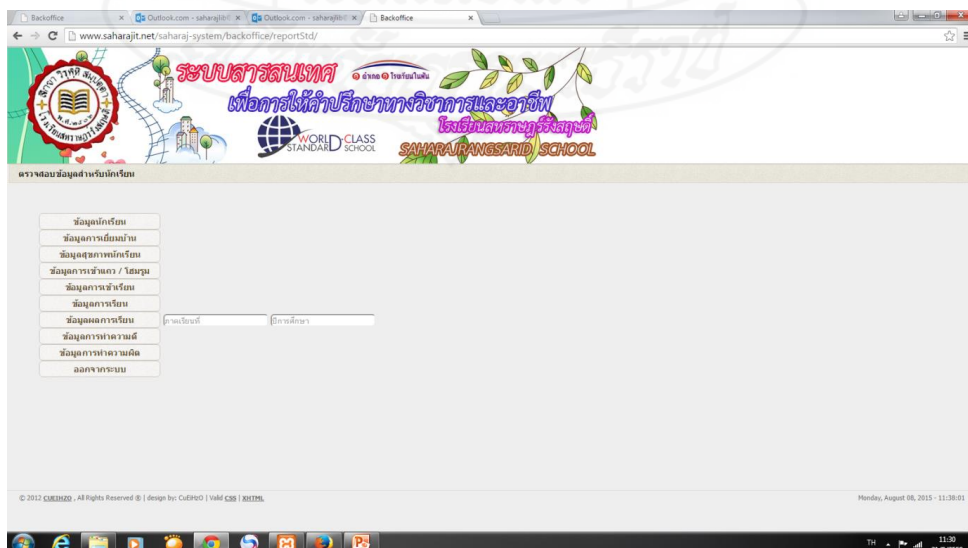 Backoffice
Outlook.com - saharajit
Outlook.com - saharajit
Backoffice
www.saharajit.net/saharaj-system/backoffice/reportStd/
ระบบสารสนเทศ
เพื่อการให้คำปรึกษาทางวิชาการและอาชีพ
โรงเรียนสหราษฎร์รังสฤษดิ์
WORLD-CLASS
STANDARD SCHOOL
SAHARAJRANGSARID SCHOOL
ตรวจสอบข้อมูลสำหรับนักเรียน
ข้อมูลนักเรียน
ข้อมูลการเยี่ยมบ้าน
ข้อมูลสุขภาพนักเรียน
ข้อมูลการเข้าแถว / โฮมรูม
ข้อมูลการเข้าเรียน
ข้อมูลการเรียน
ข้อมูลผลการเรียน ภาคเรียนที่ ปีการศึกษา
ข้อมูลการทำความดี
ข้อมูลการทำความผิด
ออกจากระบบ
© 2012 CUEIHZO , All Rights Reserved ® | design by: CuEiHzO | Valid CSS | XHTML
Monday, August 08, 2015 - 11:38:01
TH
11:30